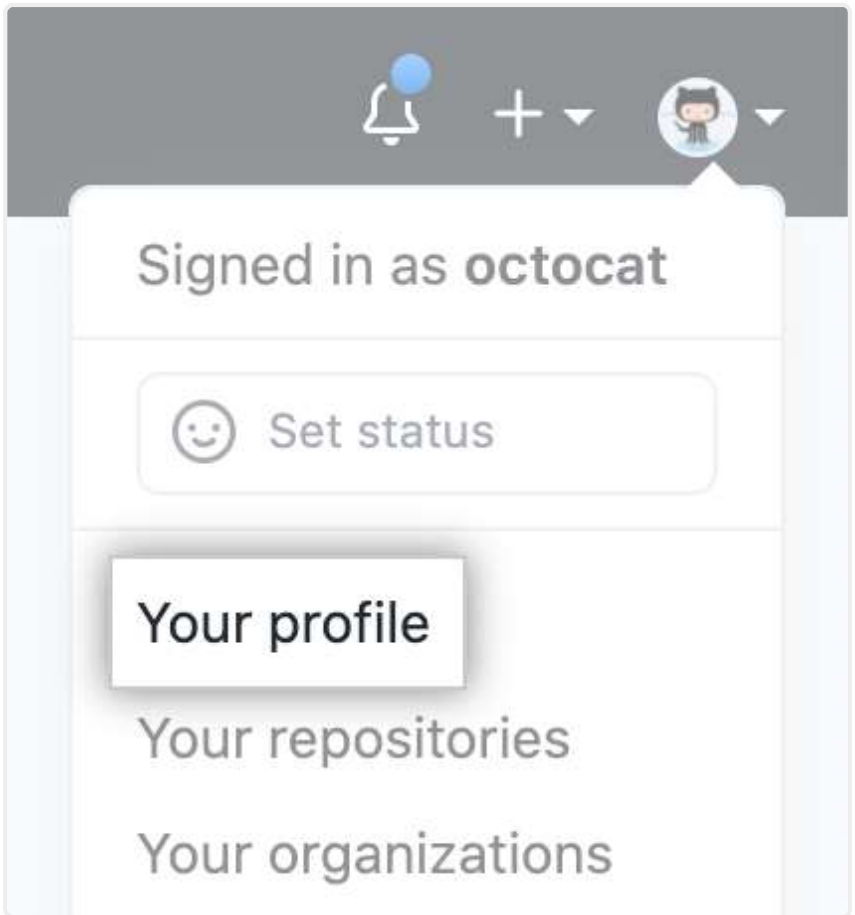 Signed in as octocat
Set status
Your profile
Your repositories
Your organizations